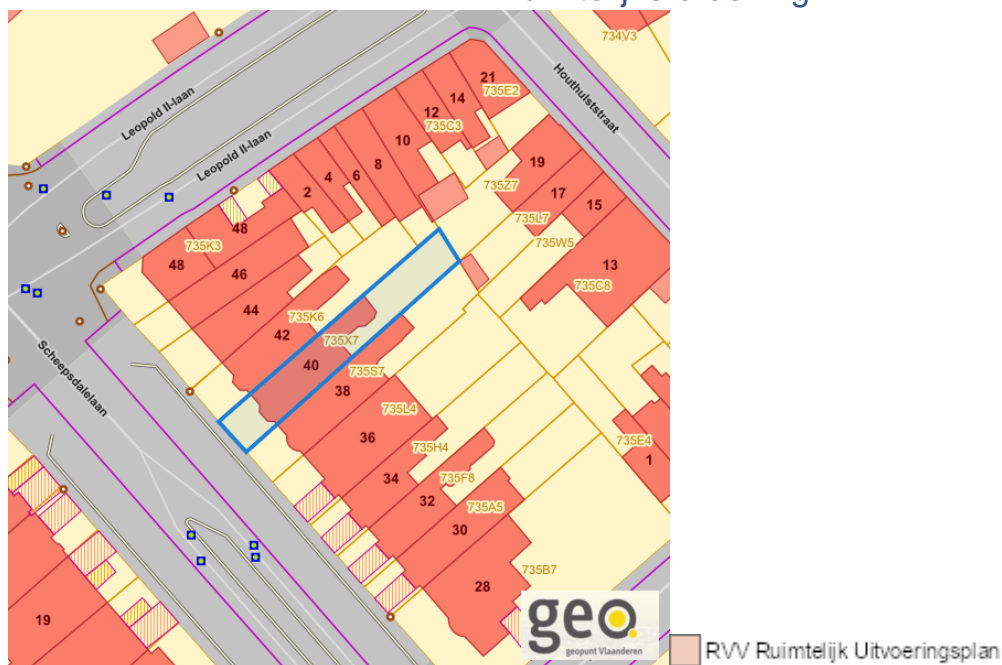 734V3
Leopold II-laan
Houthulststraat
21
735E2
14
12
735C3
10
Leopold II-laan
8
6
4
2
19
735Z7
17
735L7
15
735W5
48
735K3
48
46
13
735C8
44
735K6
42
735X7
40
735S7
38
Scheepsdalelaan
735L4
36
735H4
735E4
1
34
735F8
32
735A5
30
735B7
28
19
geo.
geopunt Vlaanderen
RVV Ruimtelijk Uitvoeringsplan